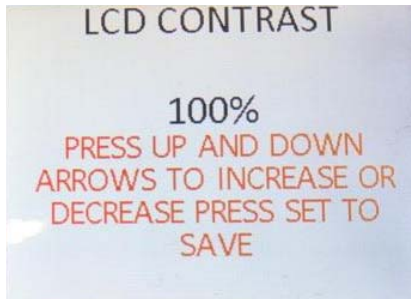 LCD CONTRAST
100%
PRESS UP AND DOWN
ARROWS TO INCREASE OR
DECREASE PRESS SET TO
SAVE